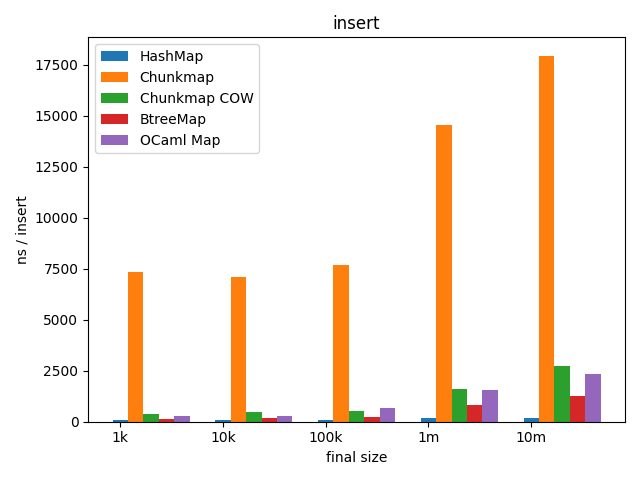 insert
HashMap
Chunkmap
Chunkmap COW
BtreeMap
OCaml Map
ns / insert
17500
15000
12500
10000
7500
5000
2500
0
1k 10k 100k 1m 10m
final size